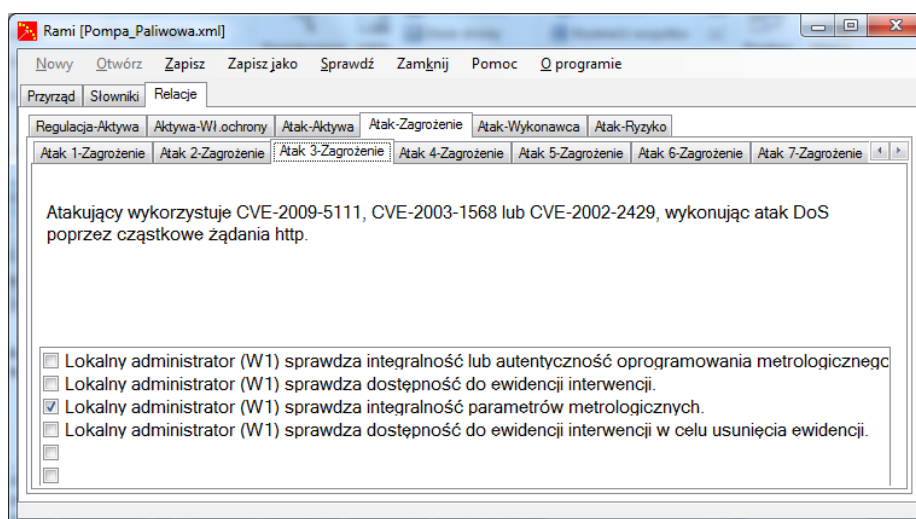 Rami [Pompa_Paliwowa.xml]
Nowy Otwórz Zapisz Zapisz jako Sprawdź Zamknij Pomoc O programie
Przyrząd Słowniki Relacje
Regulacja-Aktywa Aktywa-Wł.ochrony Atak-Aktywa Atak-Zagrożenie Atak-Wykonawca Atak-Ryzyko
Atak 1-Zagrożenie Atak 2-Zagrożenie Atak 3-Zagrożenie Atak 4-Zagrożenie Atak 5-Zagrożenie Atak 6-Zagrożenie Atak 7-Zagrożenie
Atakujący wykorzystuje CVE-2009-5111, CVE-2003-1568 lub CVE-2002-2429, wykonując atak DoS
poprzez cząstkowe żądania http.
Lokalny administrator (W1) sprawdza integralność lub autentyczność oprogramowania metrologicznego
Lokalny administrator (W1) sprawdza dostępność do ewidencji interwencji.
Lokalny administrator (W1) sprawdza integralność parametrów metrologicznych.
Lokalny administrator (W1) sprawdza dostępność do ewidencji interwencji w celu usunięcia ewidencji.